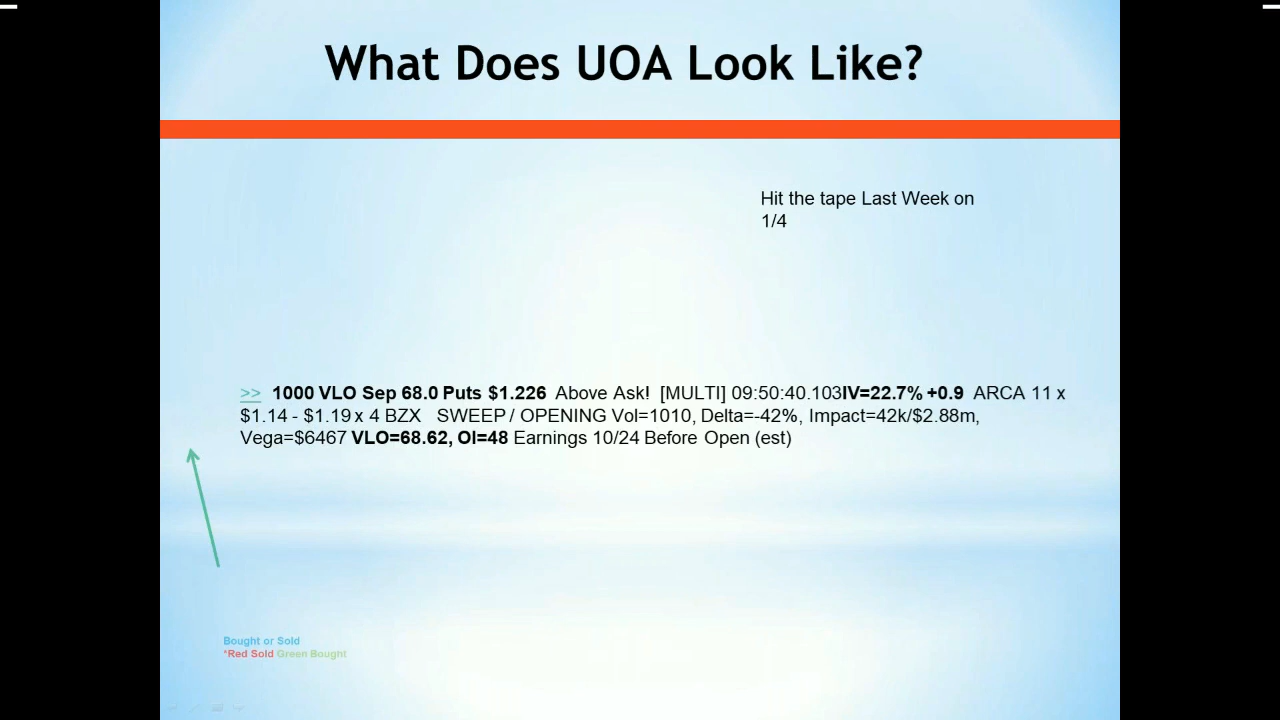 What Does UOA Look Like?
Hit the tape Last Week on
1/4
>> 1000 VLO Sep 68.0 Puts $1.226 Above Ask! [MULTI] 09:50:40.103IV=22.7% +0.9 ARCA 11 x
$1.14 - $1.19 x 4 BZX SWEEP / OPENING Vol=1010, Delta=-42%, Impact=42k/$2.88m,
Vega=$6467 VLO=68.62, OI=48 Earnings 10/24 Before Open (est)
Bought or Sold
*Red Sold Green Bought